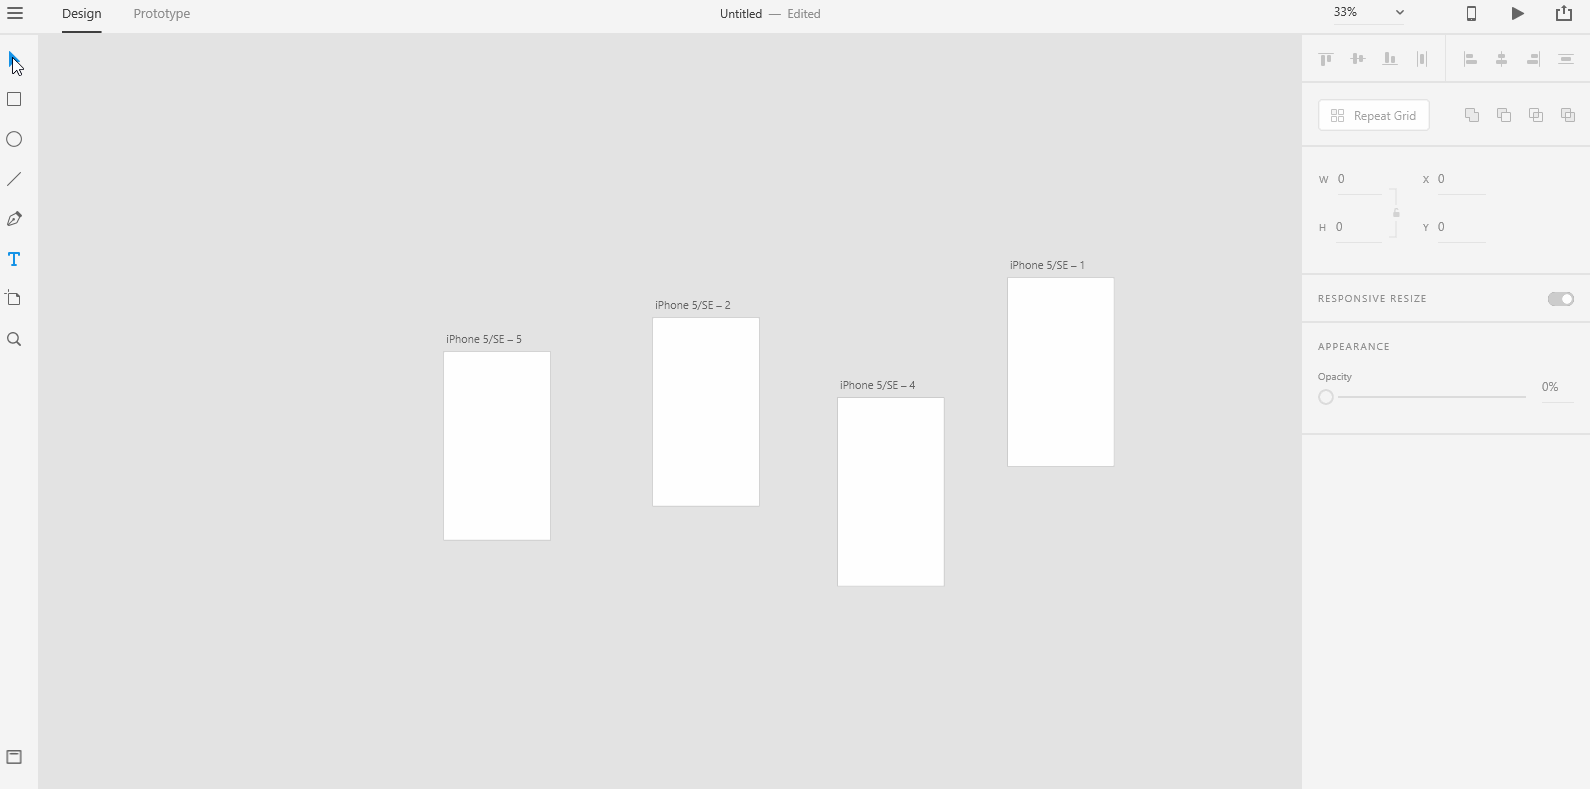 Design Prototype Untitled — Edited 33%
Repeat Grid
W 0 X 0
H 0 Y 0
iPhone 5/SE – 1
RESPONSIVE RESIZE
iPhone 5/SE – 2
iPhone 5/SE – 5
APPEARANCE
Opacity
0%
iPhone 5/SE – 4